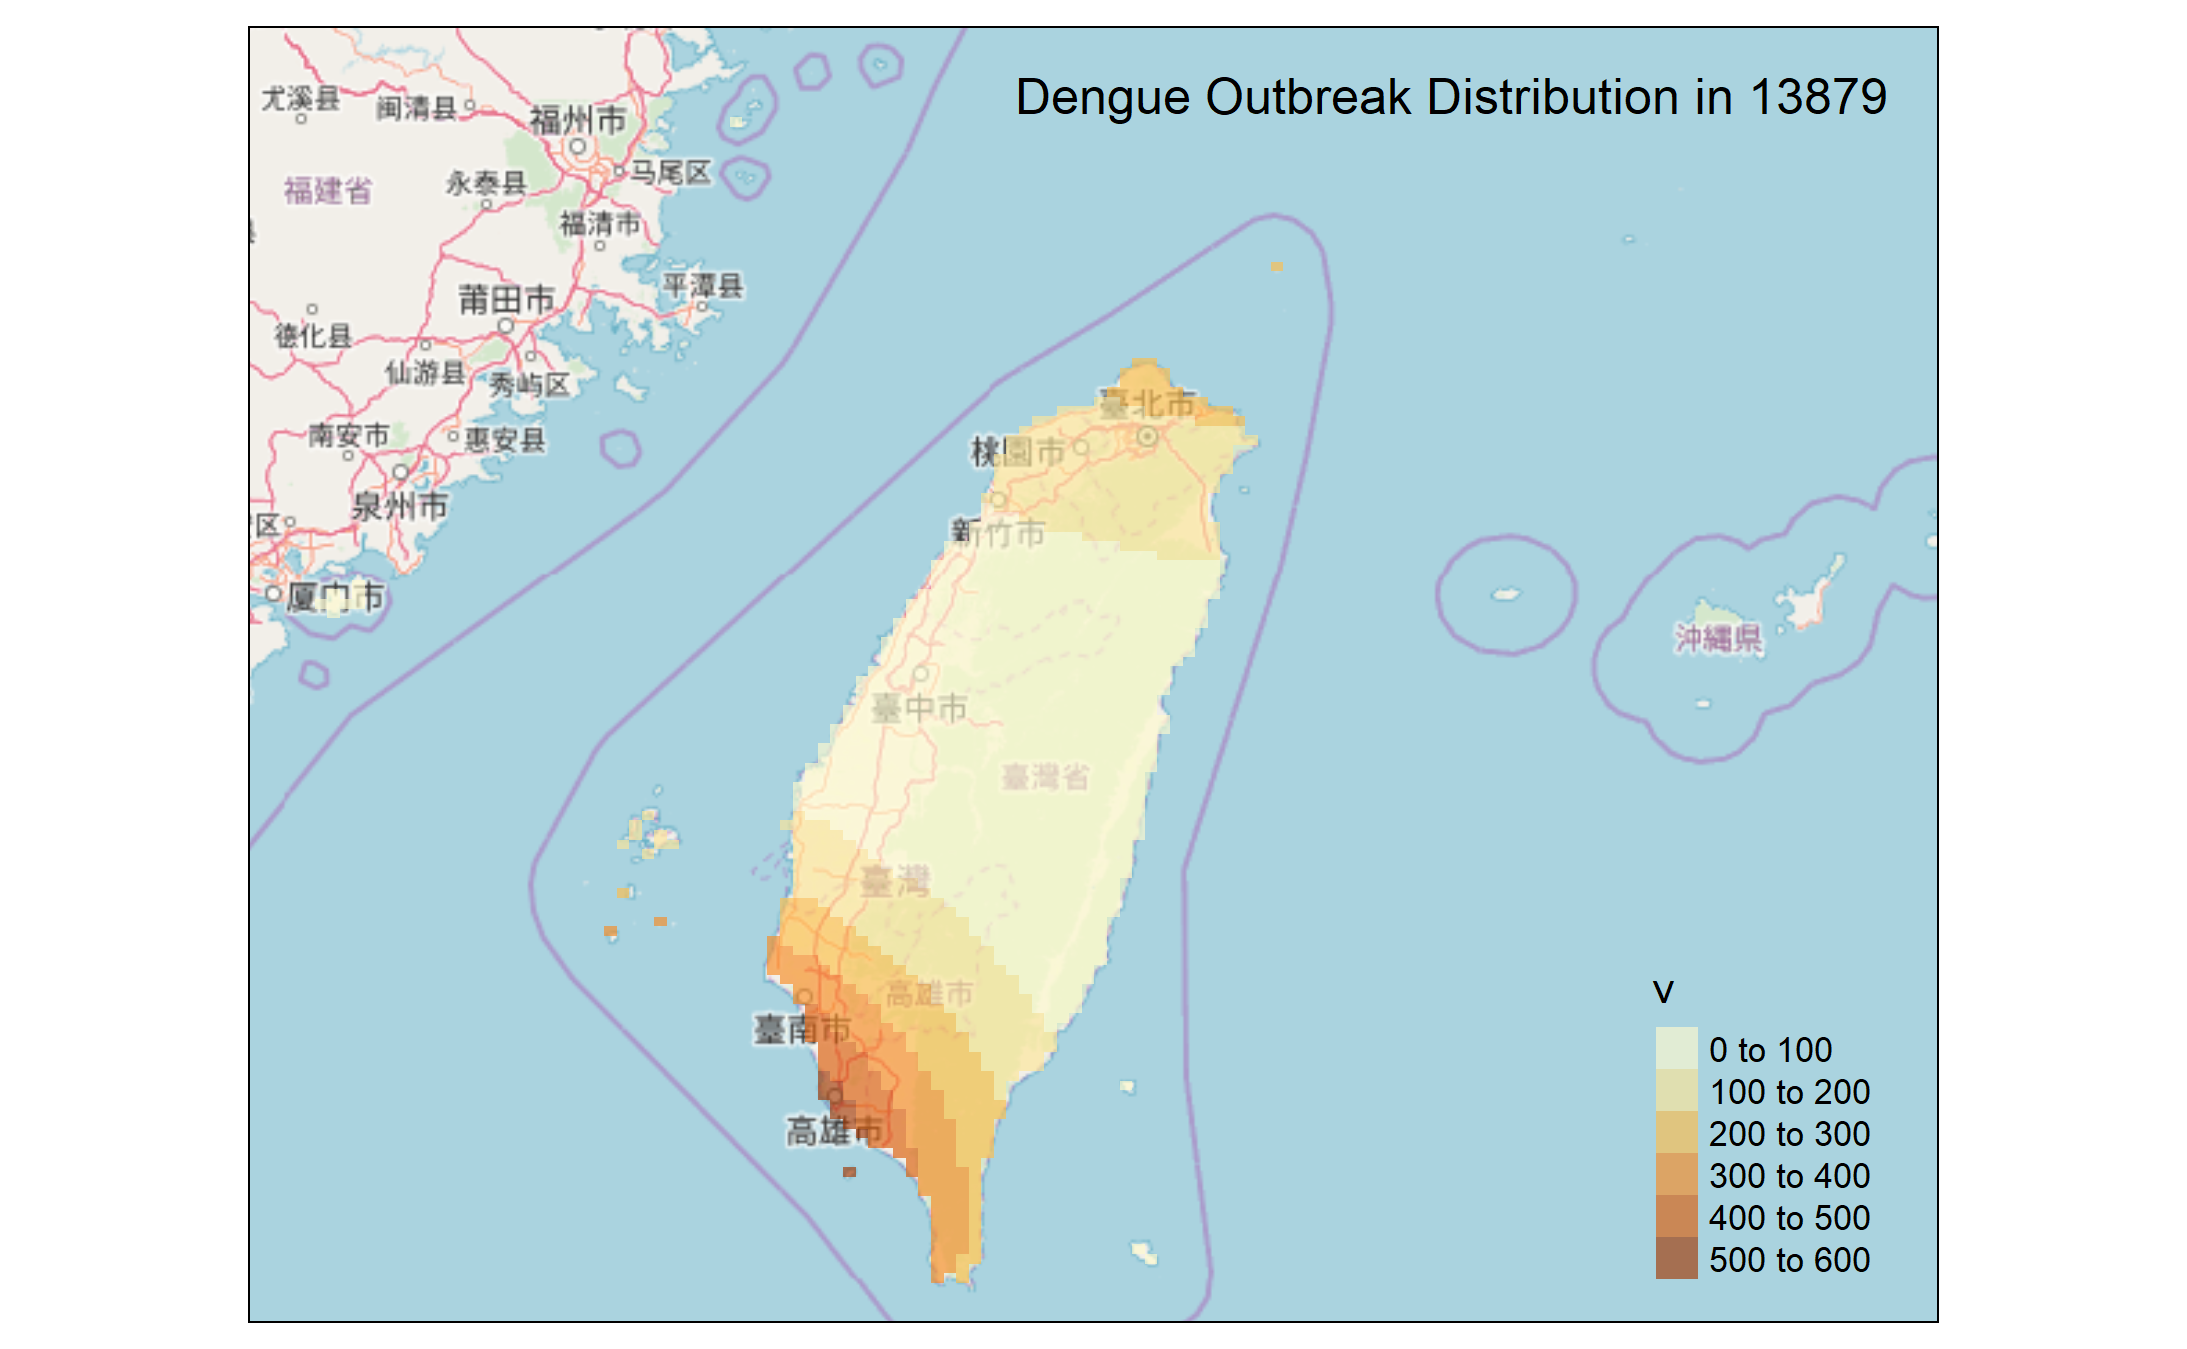 Dengue Outbreak Distribution in 13879
尤溪县
闽清县
福州市
马尾区
福建省
永泰县
福清市
平潭县
莆田市
德化县
仙游县
秀屿区
南安市
惠安县
泉州市
区
厦门市
臺北市
桃園市
新竹市
臺中市
臺灣省
臺灣
高雄市
臺南市
高雄市
沖縄県
v
0 to 100
100 to 200
200 to 300
300 to 400
400 to 500
500 to 600